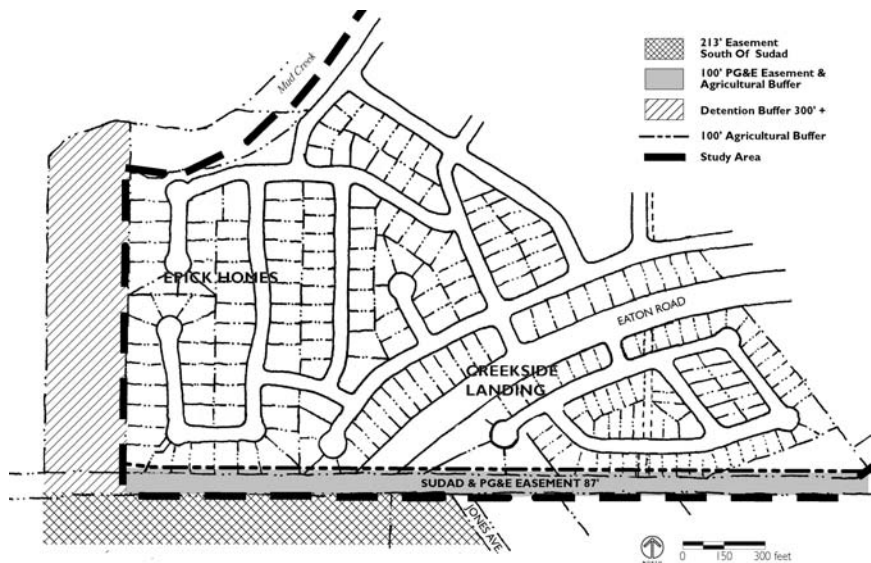 Mud Creek
213' Easement
South Of Sudad
100' PG&E Easement &
Agricultural Buffer
Detention Buffer 300' +
100' Agricultural Buffer
Study Area
EPICK HOMES
EATON ROAD
CREEKSIDE
LANDING
SUDAD & PG&E EASEMENT 87'
JONES AVE.
0 150 300 feet